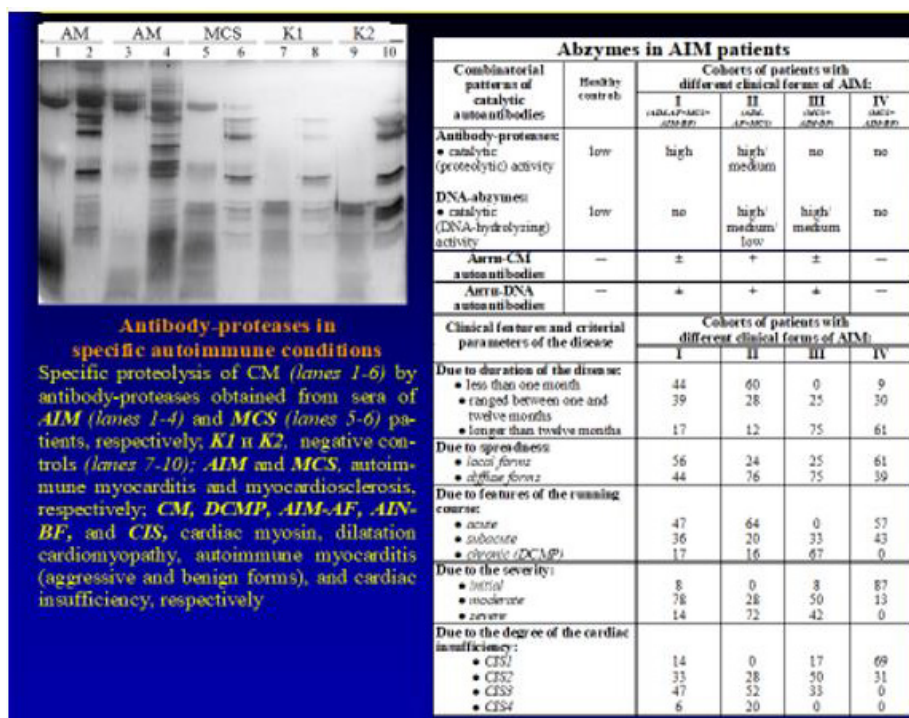 AM AM MCS K1 K2
1 2 3 4 5 6 7 8 9 10
Antibody-proteases in
specific autoimmune conditions
Specific proteolysis of CM (lanes 1-6) by
antibody-proteases obtained from sera of
AIM (lanes 1-4) and MCS (lanes 5-6) pa-
tients, respectively; K1 и K2, negative con-
trols (lanes 7-10); AIM and MCS, autoim-
mune myocarditis and myocardiosclerosis,
respectively; CM, DCMP, AIM-AF, AIN-
BF, and CIS, cardiac myosin, dilatation
cardiomyopathy, autoimmune myocarditis
(aggressive and benign forms), and cardiac
insufficiency, respectively
Abzymes in AIM patients
Combinatorial
patterns of
catalytic
autoantibodies
Healthy
controls
Cohorts of patients with
different clinical forms of AIM:
I II III IV
Antibody-proteases:
• catalytic
(proteolytic) activity
low high high/
medium no no
DNA-abzymes:
• catalytic
(DNA-hydrolyzing)
activity
low no high/
medium/
low high/
medium no
Анти-CM
autoantibodies
— ± + ± —
Анти-DNA
autoantibodies
— + —
Clinical features and criterial
parameters of the disease
Cohorts of patients with
different clinical forms of AIM:
I II III IV
Due to duration of the disease:
• less than one month 44 60 0 9
• ranged between one and
twelve months 39 28 25 30
• longer than twelve months 17 12 75 61
Due to spreadness:
• local forms 56 24 25 61
• diffuse forms 44 76 75 39
Due to features of the running
course:
• acute 47 64 0 57
• subacute 36 20 33 43
• chronic (DCMP) 17 16 67 0
Due to the severity:
• initial 8 0 8 87
• moderate 78 28 50 13
• severe 14 72 42 0
Due to the degree of the cardiac
insufficiency:
• CIS1 14 0 17 69
• CIS2 33 28 50 31
• CIS3 47 52 33 0
• CIS4 6 20 0 0